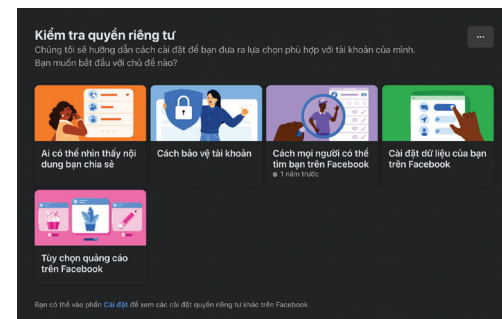 Kiểm tra quyền riêng tư
Chúng tôi sẽ hướng dẫn cách cài đặt để bạn đưa ra lựa chọn phù hợp với tài khoản của mình.
Bạn muốn bắt đầu với chủ đề nào?
Ai có thể nhìn thấy nội
dung bạn chia sẻ
Cách bảo vệ tài khoản
Cách mọi người có thể
tìm bạn trên Facebook
1 năm trước
Cài đặt dữ liệu của bạn
trên Facebook
Tùy chọn quảng cáo
trên Facebook
Bạn có thể vào phần Cài đặt để xem các cài đặt quyền riêng tư khác trên Facebook.